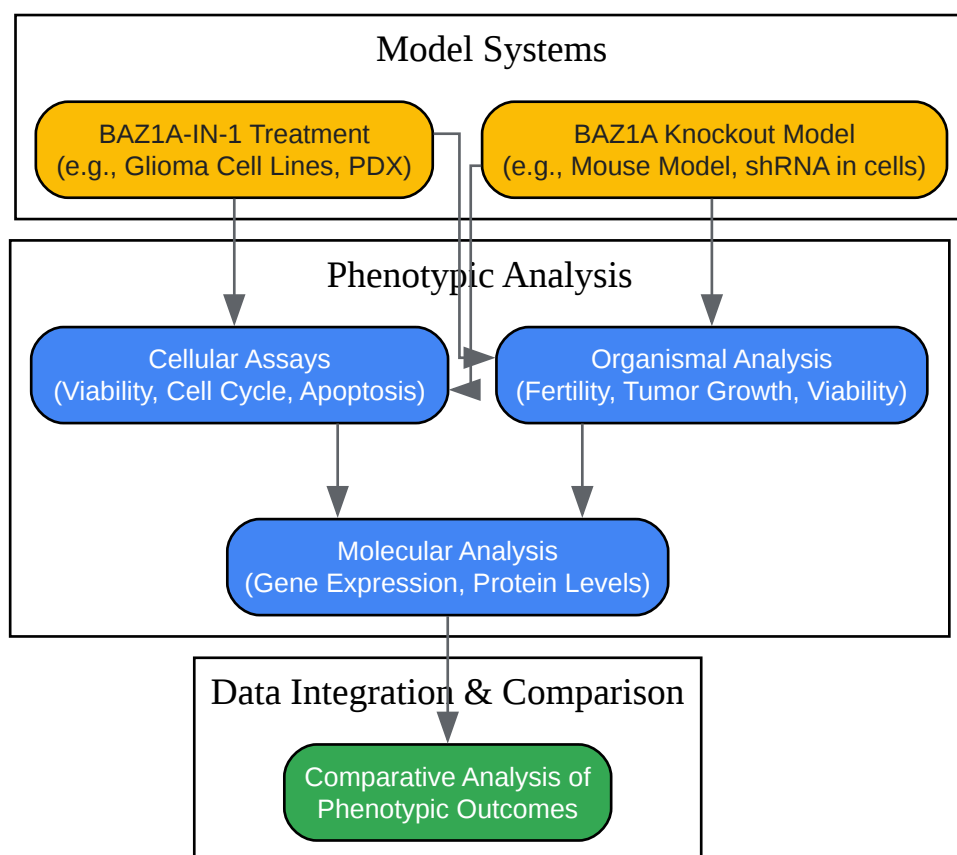 Model Systems
BAZ1A-IN-1 Treatment
(e.g., Glioma Cell Lines, PDX)
BAZ1A Knockout Model
(e.g., Mouse Model, shRNA in cells)
Phenotypic Analysis
Cellular Assays
(Viability, Cell Cycle, Apoptosis)
Organismal Analysis
(Fertility, Tumor Growth, Viability)
Molecular Analysis
(Gene Expression, Protein Levels)
Data Integration & Comparison
Comparative Analysis of
Phenotypic Outcomes